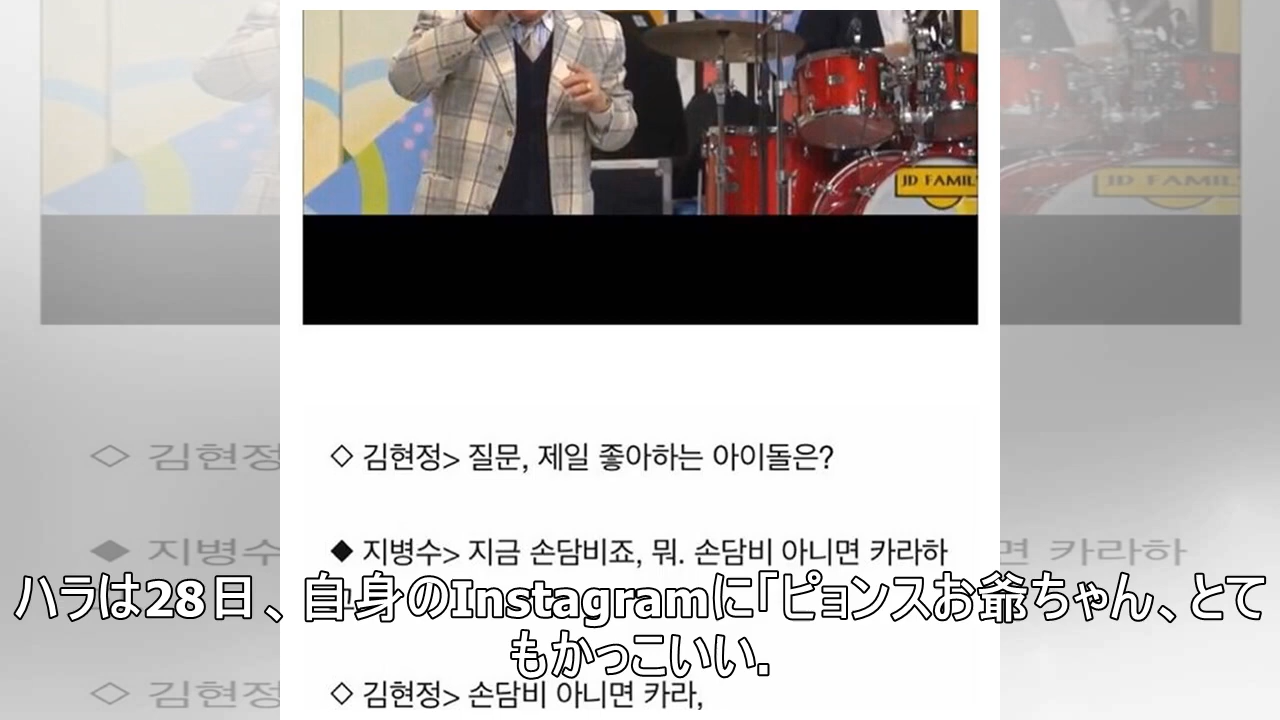 JD FAMIL
◇ 김현정> 질문, 제일 좋아하는 아이돌은?
◆ 지병수> 지금 손담비죠, 뭐. 손담비 아니면 카라하
ハラは28日、自身のInstagramに「ピョンスお爺ちゃん、とて
もかっこいい.
◇ 김현정> 손담비 아니면 카라,